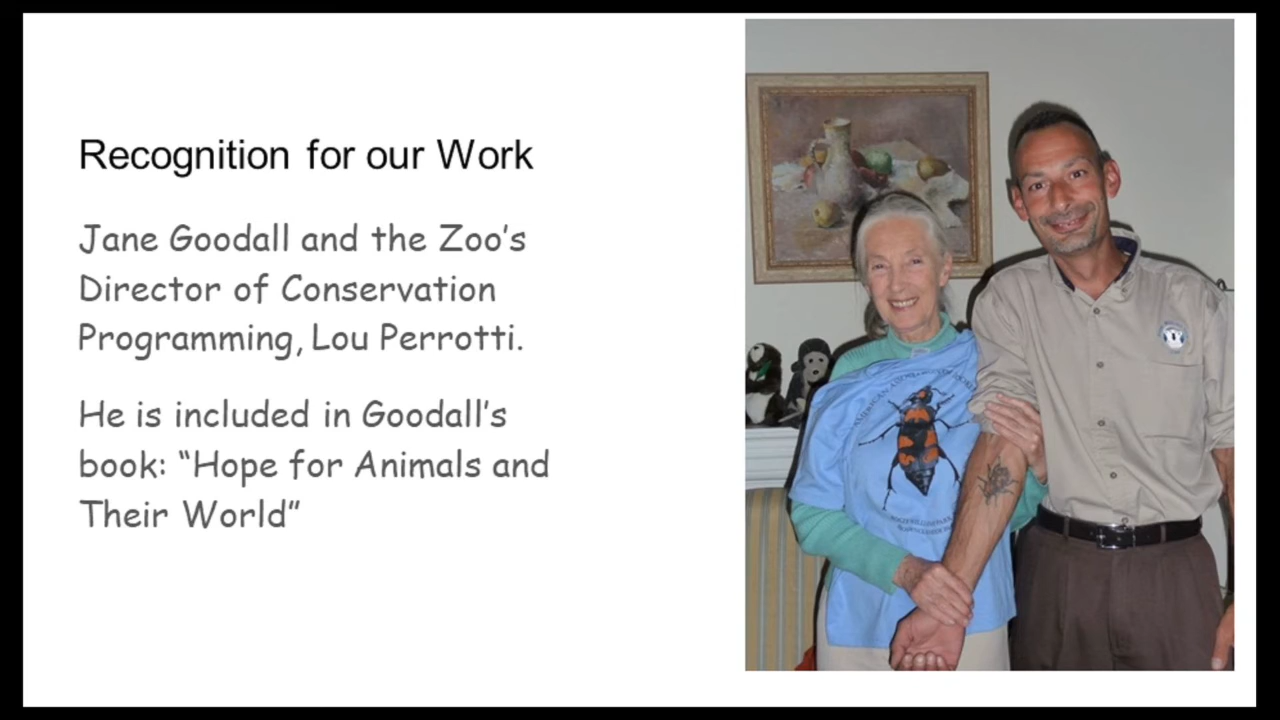 Recognition for our Work
Jane Goodall and the Zoo's
Director of Conservation
Programming, Lou Perrotti.
He is included in Goodall's
book: “Hope for Animals and
Their World”